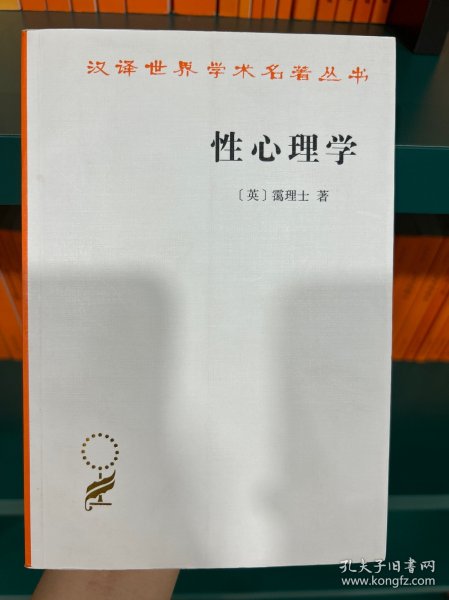 汉译世界学术名著丛书
性心理学
〔英〕霭理士 著
孔夫子旧书网
www.kongfz.com